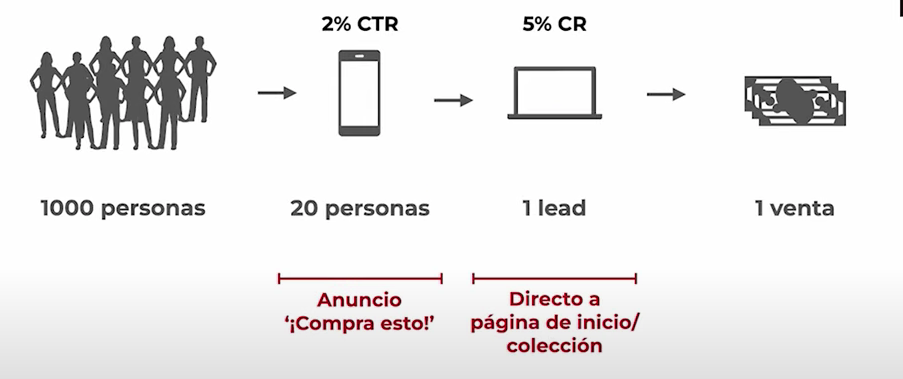 2% CTR
5% CR
1000 personas
20 personas
1 lead
1 venta
Anuncio
‘¡Compra esto!’
Directo a
página de inicio/
colección